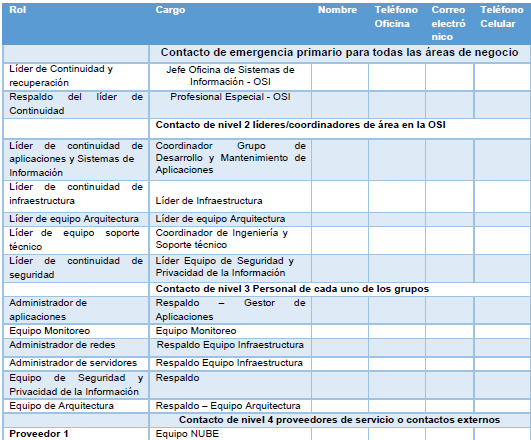 Rol Cargo Nombre Teléfono Oficina Correo electrónico Teléfono Celular
Contacto de emergencia primario para todas las áreas de negocio
Líder de Continuidad y recuperación Jefe Oficina de Sistemas de Información - OSI
Respaldo del líder de Continuidad Profesional Especial - OSI
Contacto de nivel 2 líderes/coordinadores de área en la OSI
Líder de continuidad de aplicaciones y Sistemas de Información Coordinador Grupo de Desarrollo y Mantenimiento de Aplicaciones
Líder de continuidad de infraestructura Líder de Infraestructura
Líder de equipo Arquitectura Líder de equipo Arquitectura
Líder de equipo soporte técnico Coordinador de Ingeniería y Soporte técnico
Líder de continuidad de seguridad Líder Equipo de Seguridad y Privacidad de la Información
Contacto de nivel 3 Personal de cada uno de los grupos
Administrador de aplicaciones Respaldo – Gestor de Aplicaciones
Equipo Monitoreo Equipo Monitoreo
Administrador de redes Respaldo Equipo Infraestructura
Administrador de servidores Respaldo Equipo Infraestructura
Equipo de Seguridad y Privacidad de la Información Respaldo
Equipo de Arquitectura Respaldo – Equipo Arquitectura
Contacto de nivel 4 proveedores de servicio o contactos externos
Proveedor 1 Equipo NUBE